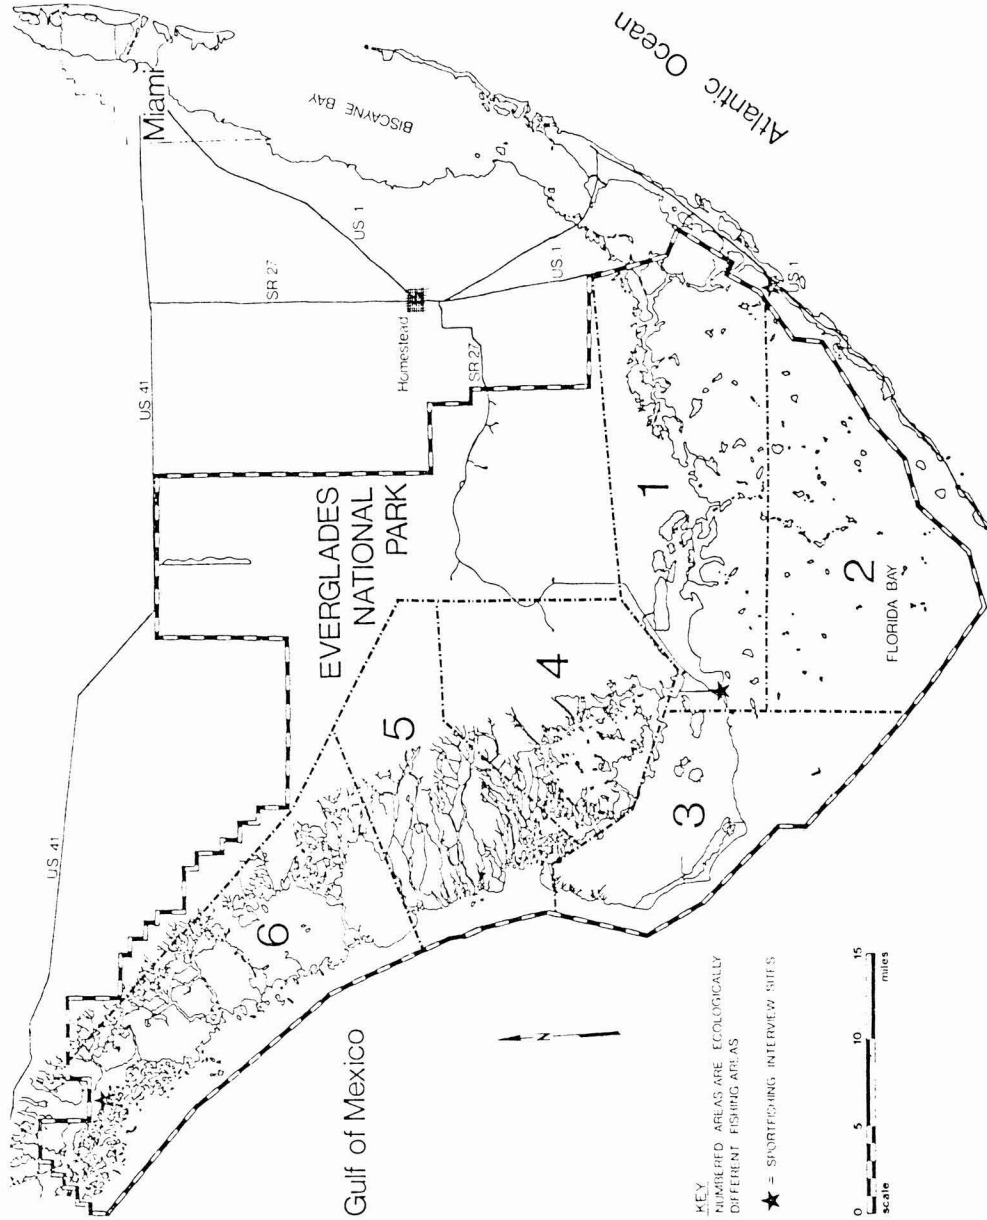 Atlantic Ocean
Miami
BISCAYNE BAY
US 41
US 1
SR 27
US 1
Homestead
SR 27
US 1
EVERGLADES
NATIONAL
PARK
1
2
FLORIDA BAY
4
5
3
6
US 41
Gulf of Mexico
N
KEY
NUMBERED AREAS ARE ECOLOGICALLY
DIFFERENT FISHING AREAS
★ = SPORTFISHING INTERVIEW SITES
0 5 10 15
scale miles